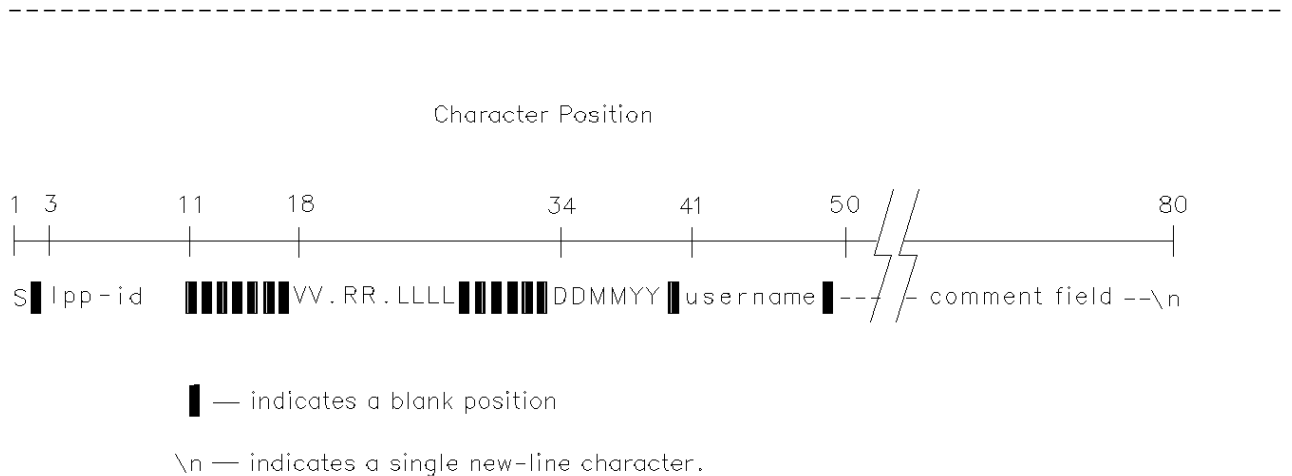 Character Position
1 3 11 18 34 41 50 80
S lpp-id VV.RR.LLLL DDMMYY username --- - comment field --\n
— indicates a blank position
\n — indicates a single new-line character.